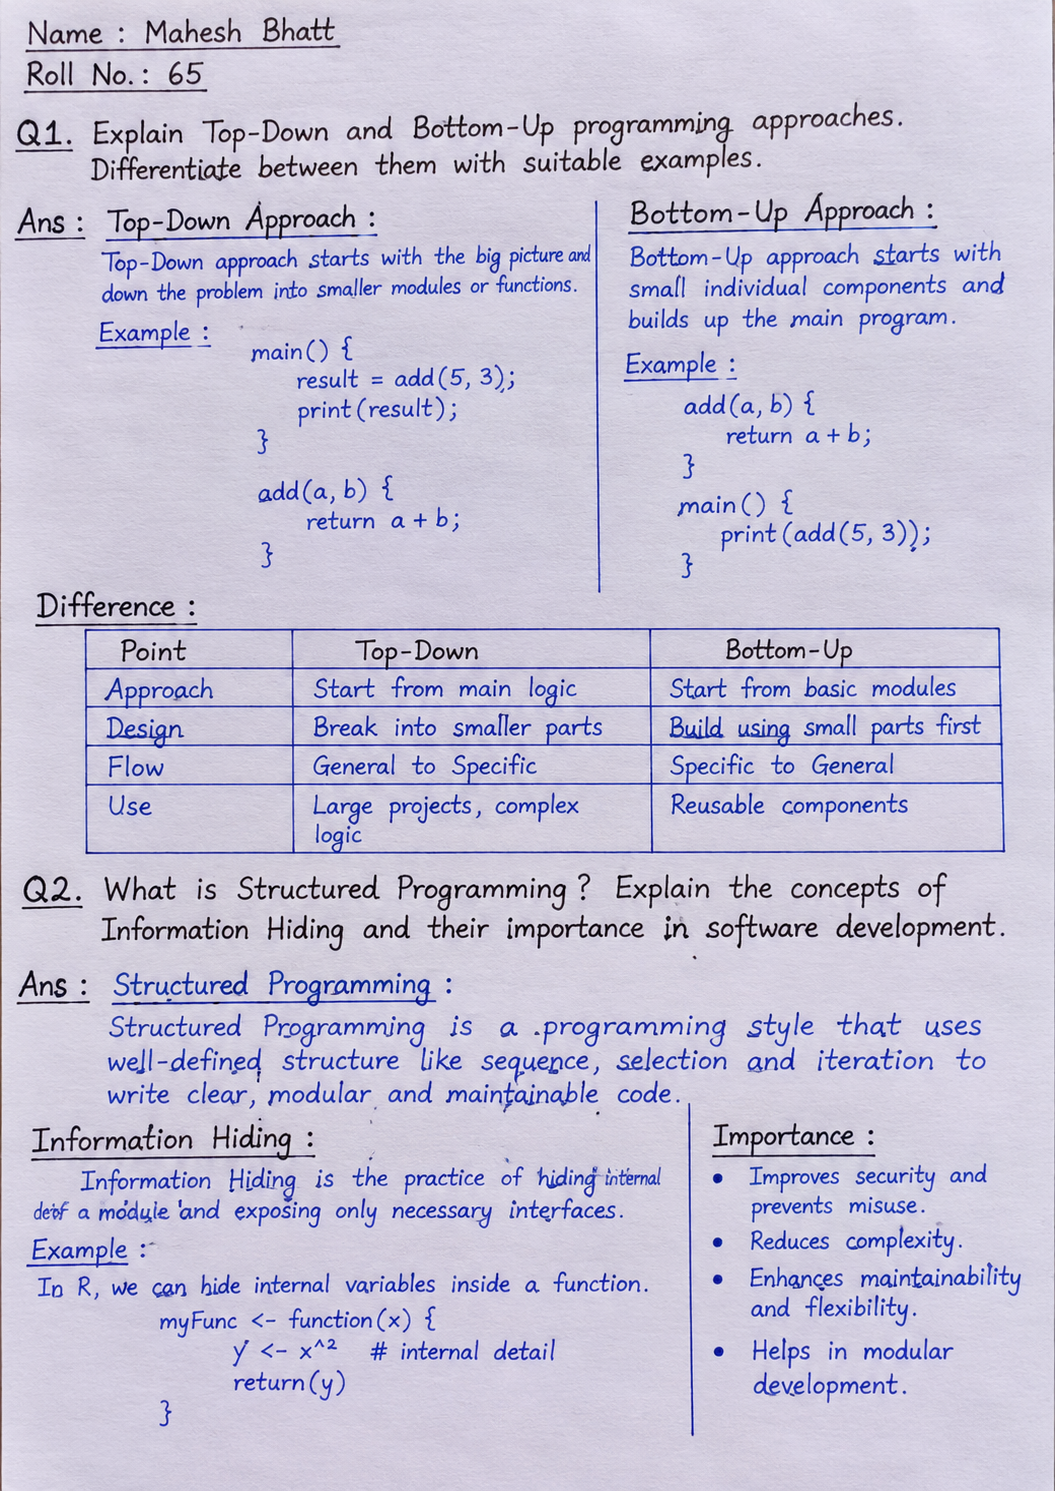 Name : Mahesh Bhatt
Roll No. : 65
Q1. Explain Top-Down and Bottom-Up programming approaches.
Differentiate between them with suitable examples.
Ans : Top-Down Approach :
Top-Down approach starts with the big picture and
down the problem into smaller modules or functions.
Example :
main() {
result = add(5, 3);
print(result);
}
add(a, b) {
return a + b;
}
Bottom-Up Approach :
Bottom-Up approach starts with
small individual components and
builds up the main program.
Example :
add(a, b) {
return a + b;
}
main() {
print(add(5, 3));
}
Difference :
Point Top-Down Bottom-Up
Approach Start from main logic Start from basic modules
Design Break into smaller parts Build using small parts first
Flow General to Specific Specific to General
Use Large projects, complex Reusable components
logic
Q2. What is Structured Programming? Explain the concepts of
Information Hiding and their importance in software development.
Ans : Structured Programming :
Structured Programming is a programming style that uses
well-defined structure like sequence, selection and iteration to
write clear, modular and maintainable code.
Information Hiding :
Information Hiding is the practice of hiding internal
a module and exposing only necessary interfaces.
Example :
In R, we can hide internal variables inside a function.
myFunc <- function(x) {
y <- x^2 # internal detail
return(y)
}
Importance :
• Improves security and
prevents misuse.
• Reduces complexity.
• Enhances maintainability
and flexibility.
• Helps in modular
development.